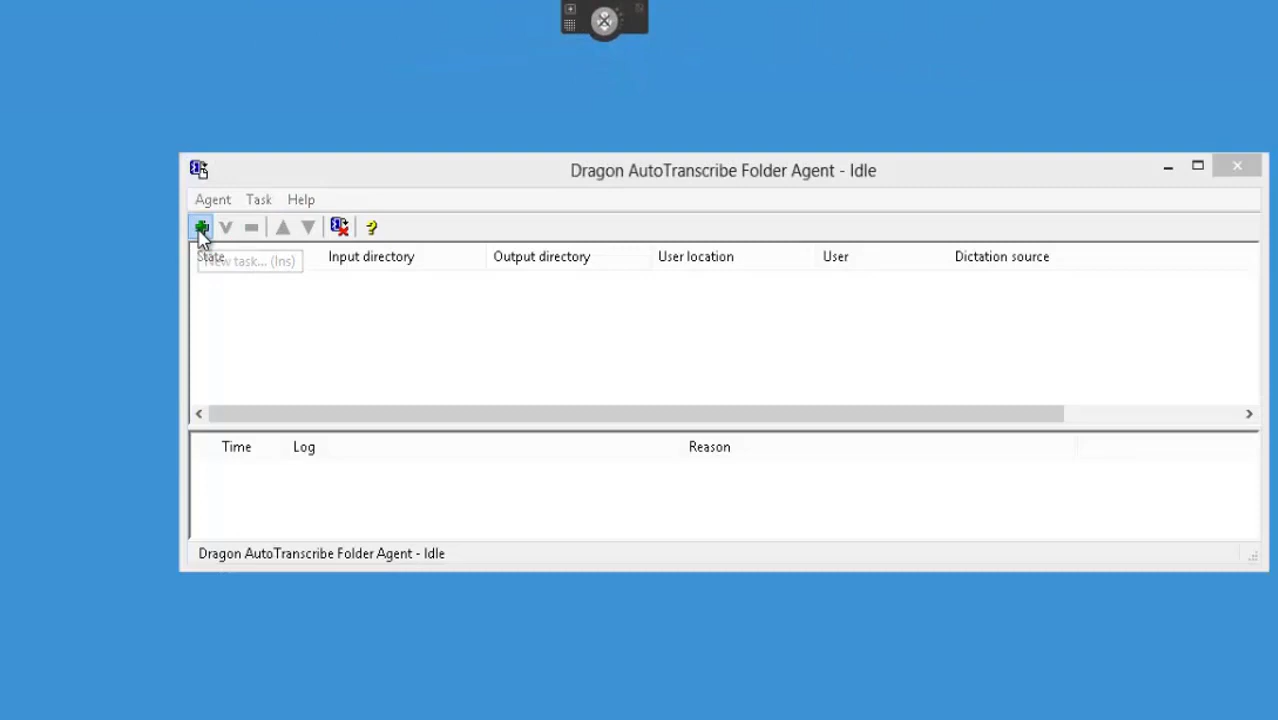 Dragon AutoTranscribe Folder Agent - Idle
Agent Task Help
State Input directory Output directory User location User Dictation source
New task... (Ins)
Time Log Reason
Dragon AutoTranscribe Folder Agent - Idle